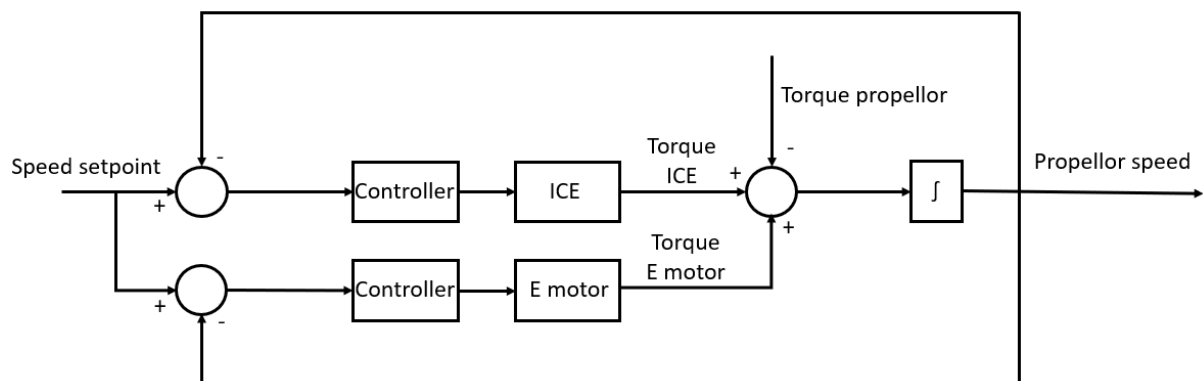 -
Torque propellor
Speed setpoint
+
Controller
ICE
Torque
ICE
+
-
+
∫
Propellor speed
+
-
Controller
E motor
Torque
E motor